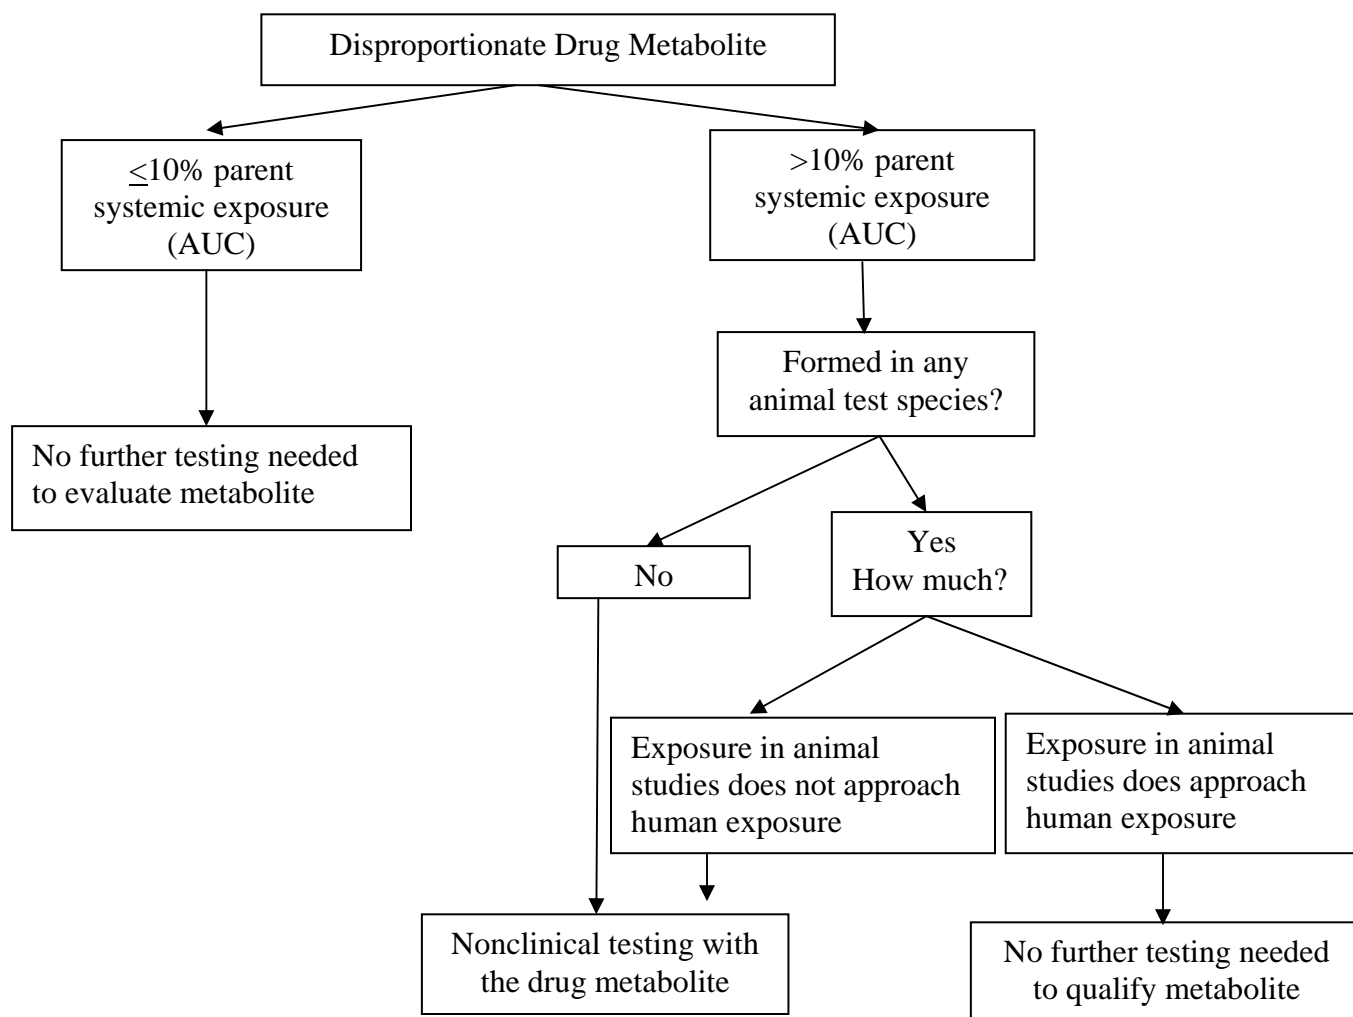 Disproportionate Drug Metabolite
≤10% parent
systemic exposure
(AUC)
>10% parent
systemic exposure
(AUC)
Formed in any
animal test species?
No further testing needed
to evaluate metabolite
No
Yes
How much?
Exposure in animal
studies does not approach
human exposure
Exposure in animal
studies does approach
human exposure
Nonclinical testing with
the drug metabolite
No further testing needed
to qualify metabolite